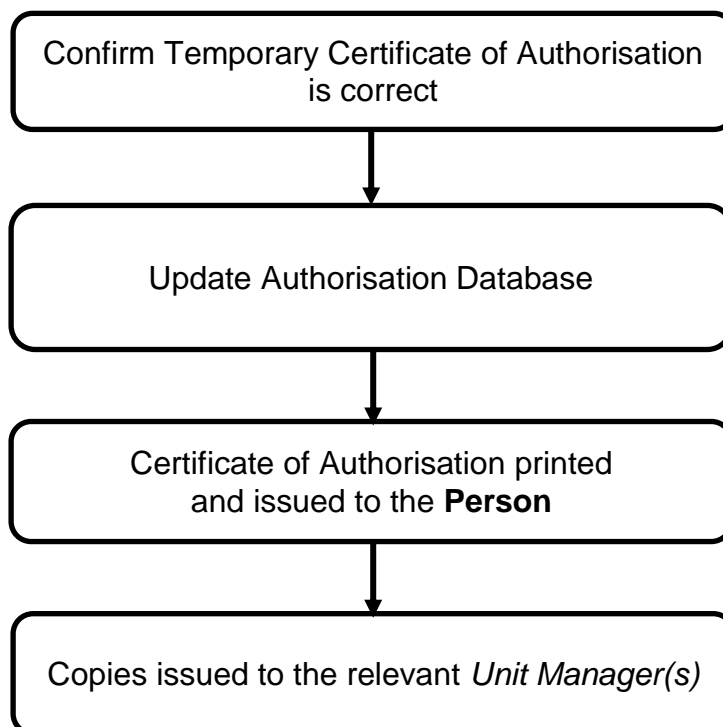 Confirm Temporary Certificate of Authorisation
is correct
Update Authorisation Database
Certificate of Authorisation printed
and issued to the Person
Copies issued to the relevant Unit Manager(s)